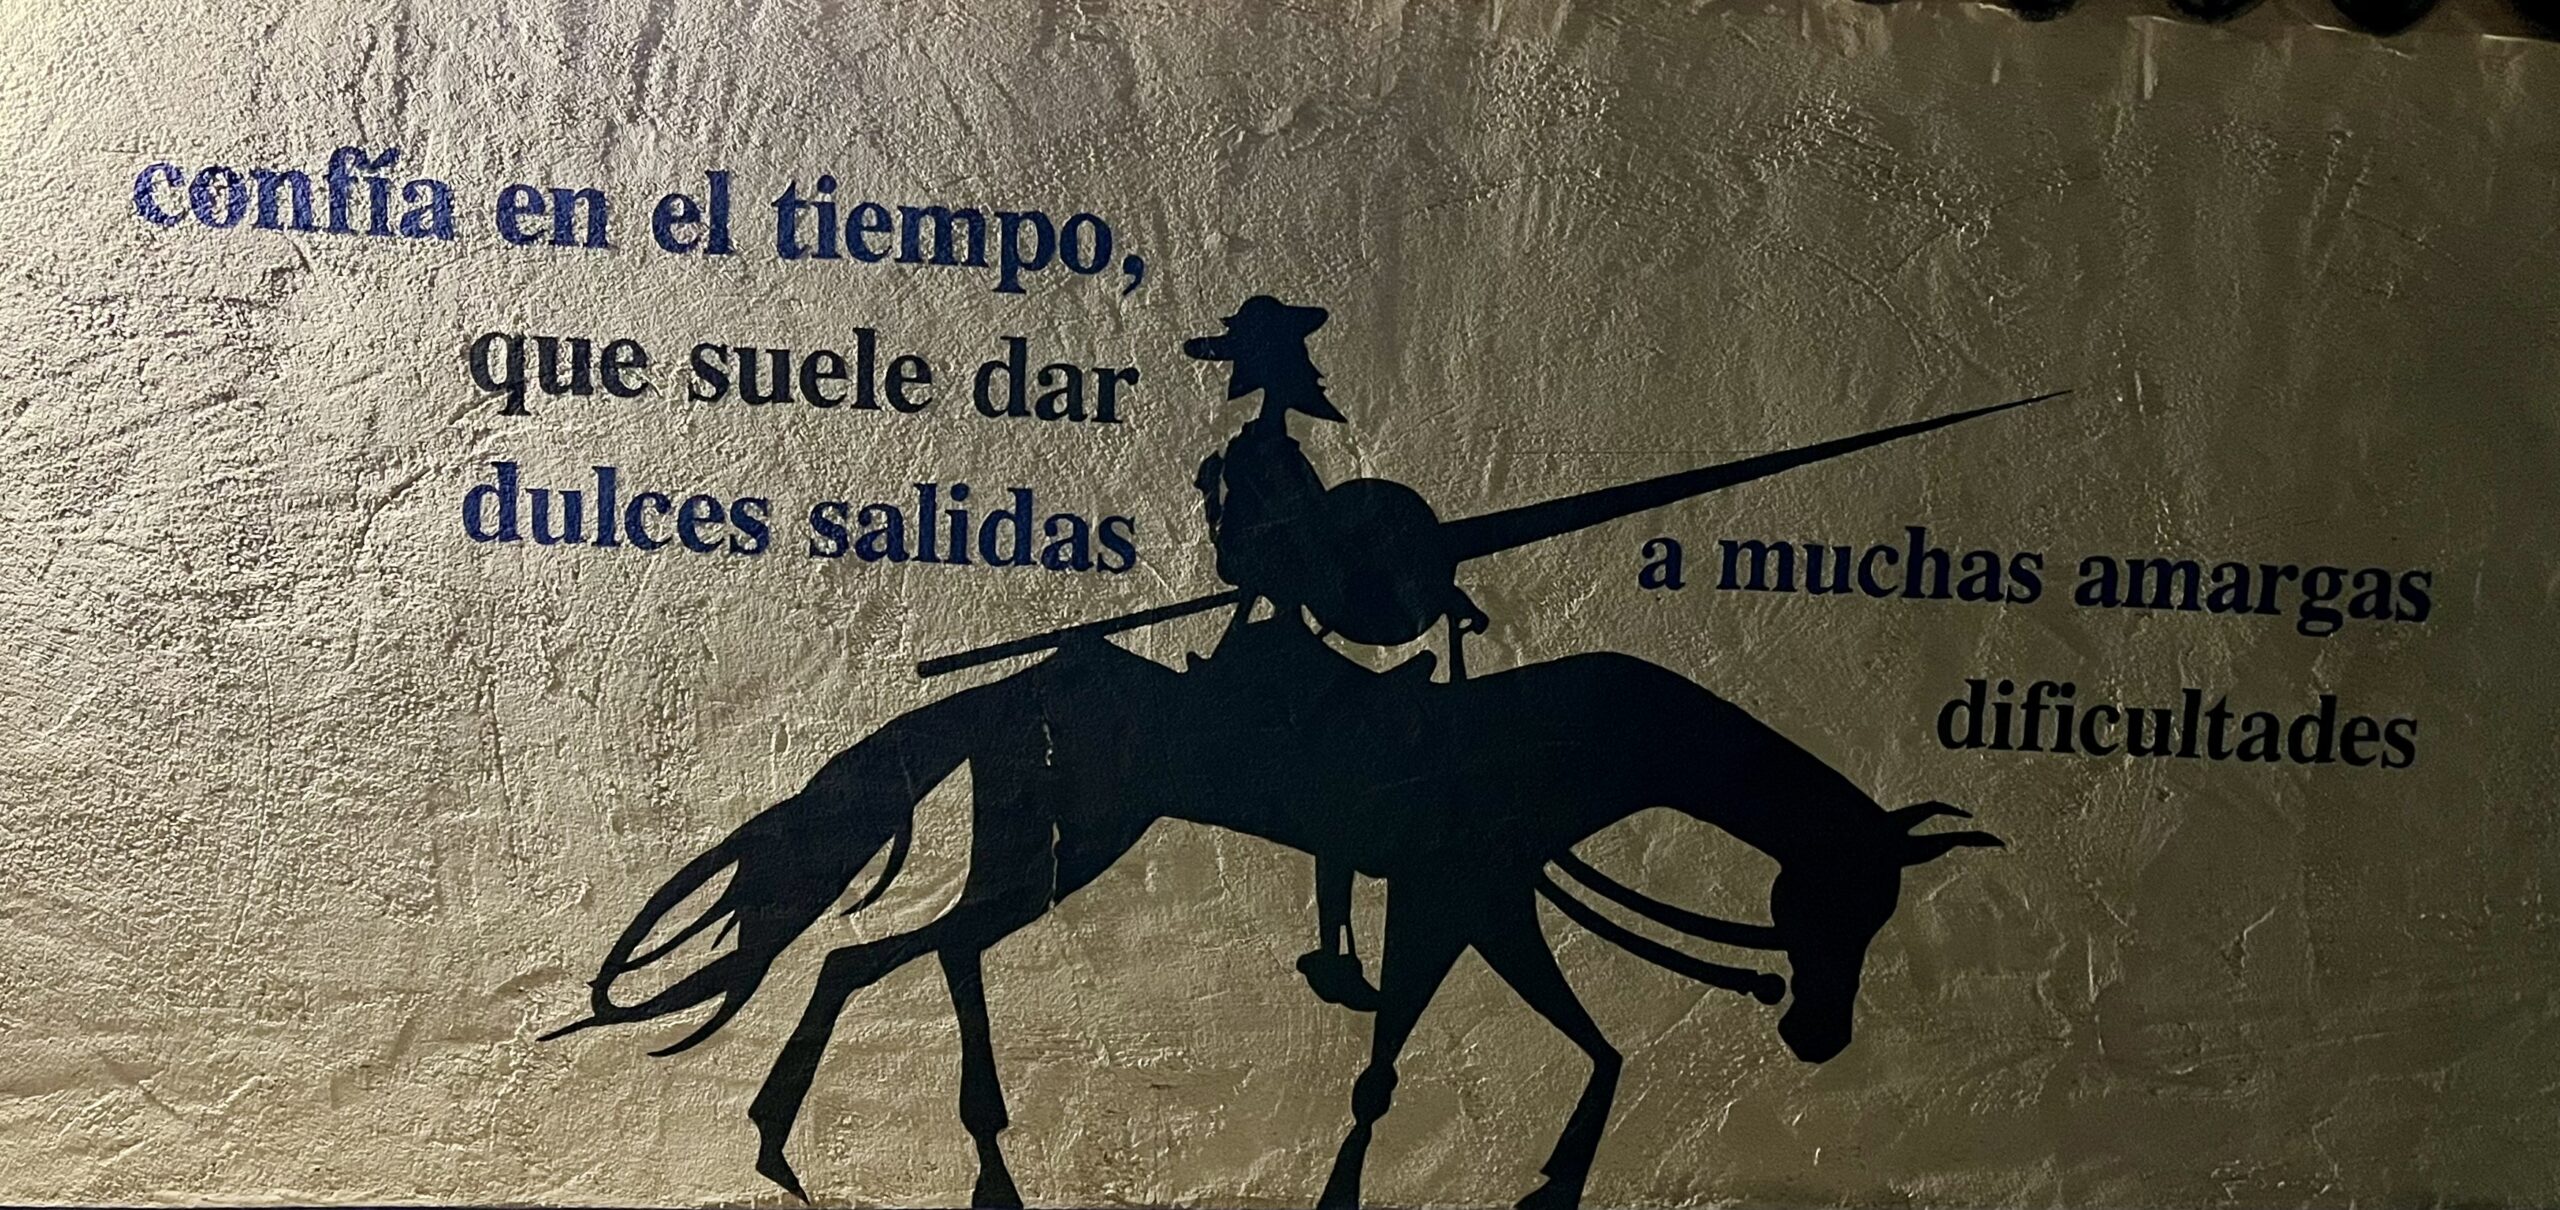 confía en el tiempo,
que suele dar
dulces salidas
a muchas amargas
dificultades